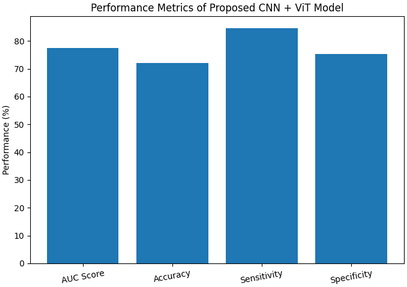 Performance Metrics of Proposed CNN + ViT Model
Performance (%)
80
70
60
50
40
30
20
10
0
AUC Score
Accuracy
Sensitivity
Specificity